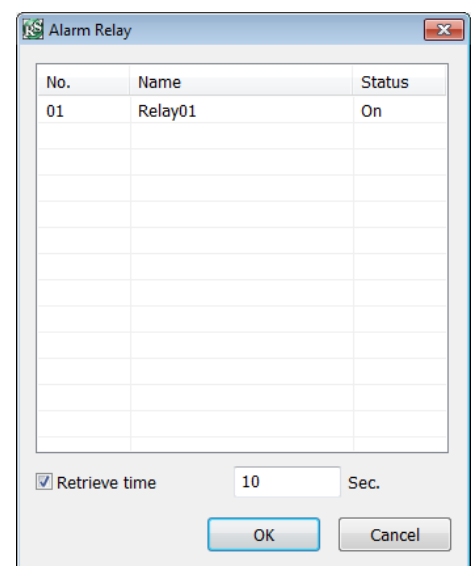 Alarm Relay
No. Name Status
01 Relay01 On
Retrieve time 10 Sec.
OK Cancel